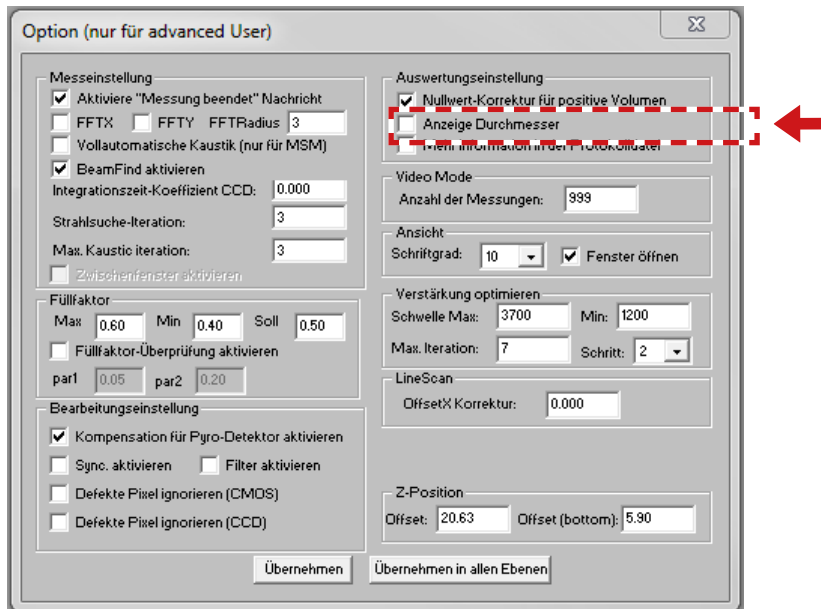 Option (nur für advanced User)
Messeinstellung
Aktiviere "Messung beendet" Nachricht
FFTX FFTY FFTRadius 3
Vollautomatische Kaustik (nur für MSM)
BeamFind aktivieren
Integrationszeit-Koeffizient CCD: 0.000
Strahlsuche-Iteration: 3
Max. Kaustic iteration: 3
Zwischenfenster aktivieren
Füllfaktor
Max 0.60 Min 0.40 Soll 0.50
Füllfaktor-Überprüfung aktivieren
par1 0.05 par2 0.20
Bearbeitungseinstellung
Kompensation für Pyro-Detektor aktivieren
Sync. aktivieren Filter aktivieren
Defekte Pixel ignorieren (CMOS)
Defekte Pixel ignorieren (CCD)
Auswertungseinstellung
Nullwert-Korrektur für positive Volumen
Anzeige Durchmesser
Mehr Information in der Protokolldatei
Video Mode
Anzahl der Messungen: 999
Ansicht
Schriftgrad: 10 Fenster öffnen
Verstärkung optimieren
Schwelle Max: 3700 Min: 1200
Max. Iteration: 7 Schritt: 2
LineScan
OffsetX Korrektur: 0.000
Z-Position
Offset: 20.63 Offset (bottom): 5.90
Übernehmen Übernehmen in allen Ebenen